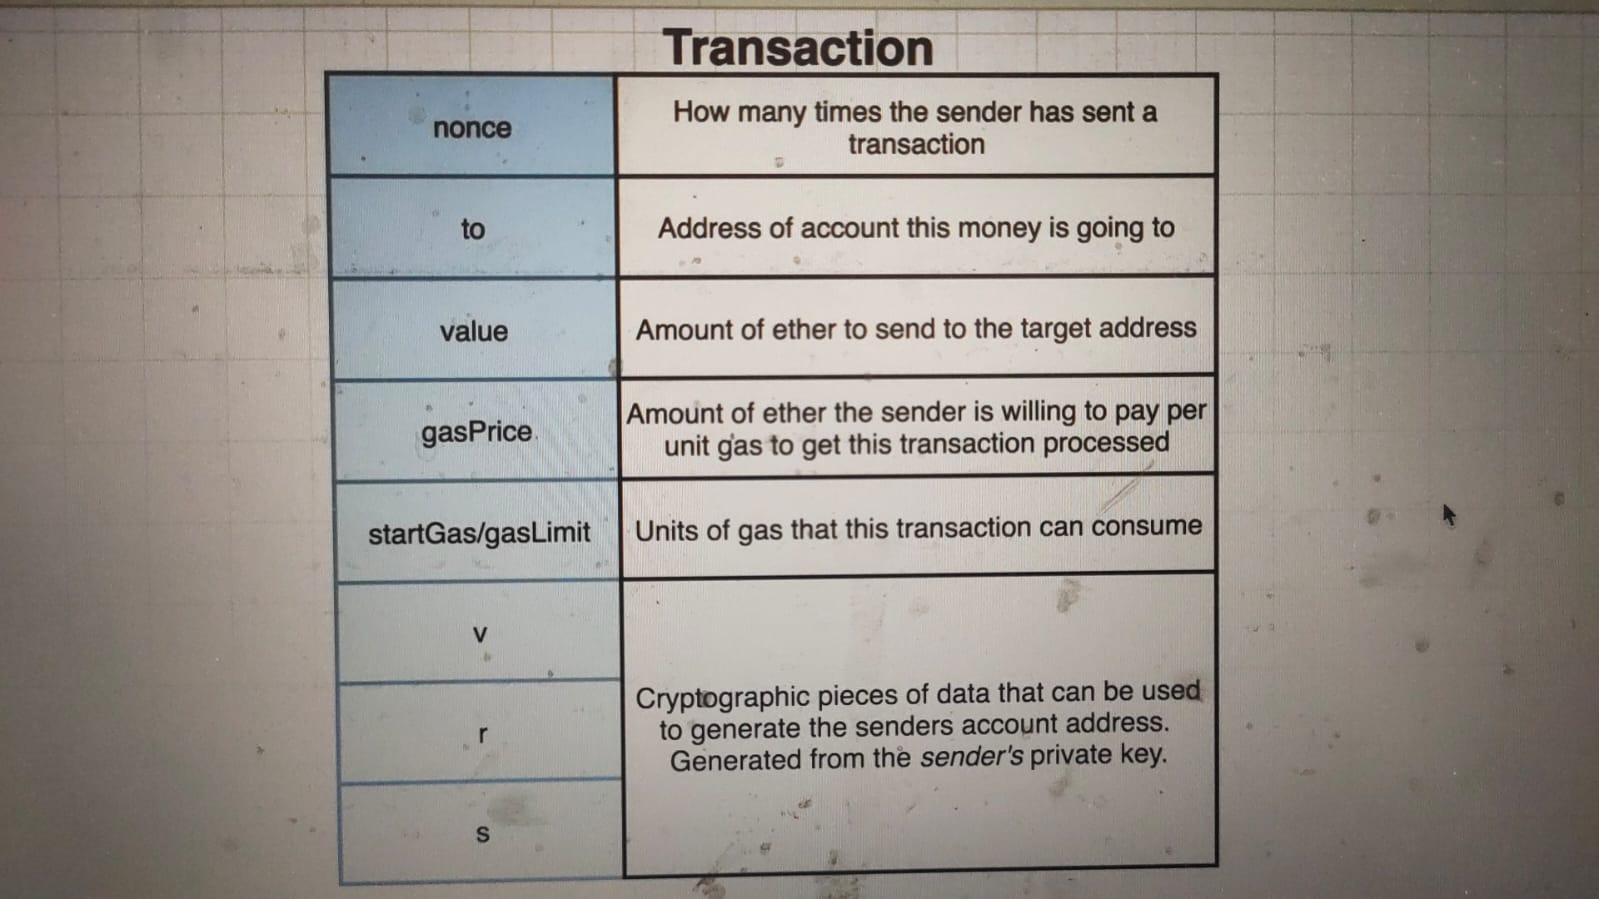 Transaction
nonce
How many times the sender has sent a
transaction
to
Address of account this money is going to
value
Amount of ether to send to the target address
gasPrice
Amount of ether the sender is willing to pay per
unit gas to get this transaction processed
startGas/gasLimit
Units of gas that this transaction can consume
v
r
s
Cryptographic pieces of data that can be used
to generate the senders account address.
Generated from the sender's private key.